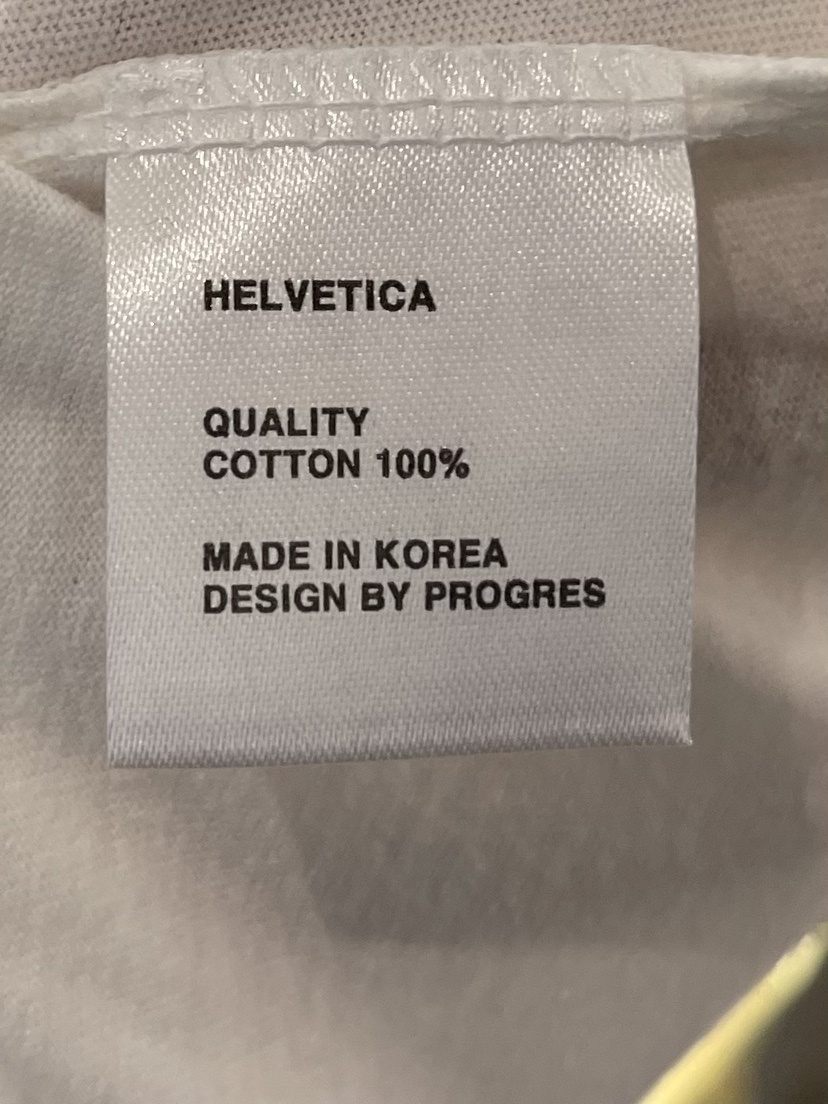 HELVETICA
QUALITY
COTTON 100%
MADE IN KOREA
DESIGN BY PROGRES